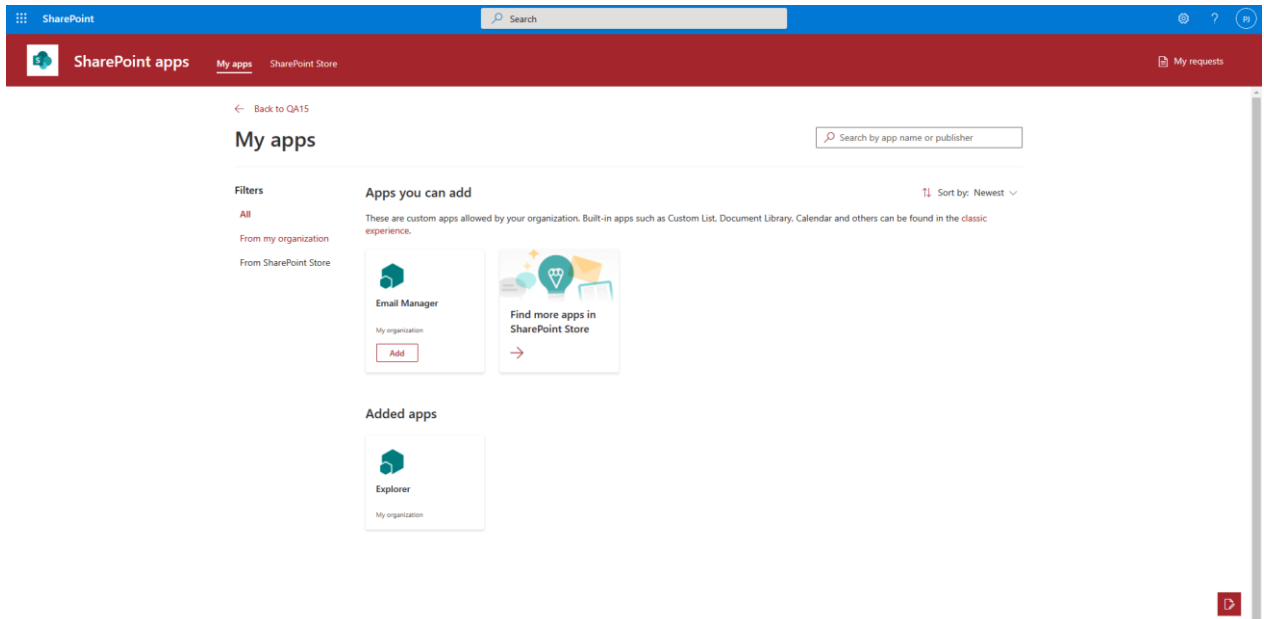 SharePoint
Search
?
PJ
S
SharePoint apps
My apps
SharePoint Store
My requests
Back to QA15
My apps
Search by app name or publisher
Filters
All
From my organization
From SharePoint Store
Apps you can add
Sort by: Newest
These are custom apps allowed by your organization. Built-in apps such as Custom List, Document Library, Calendar and others can be found in the classic
experience.
Email Manager
My organization
Add
Find more apps in
SharePoint Store
Added apps
Explorer
My organization